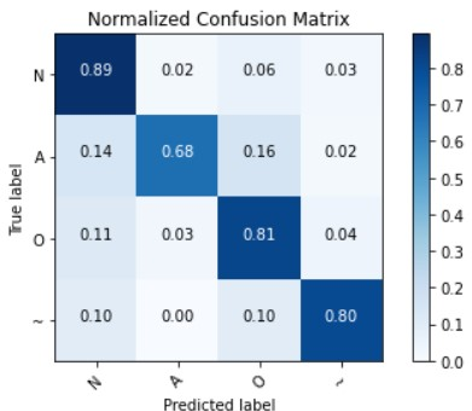 Normalized Confusion Matrix
N 0.89 0.02 0.06 0.03
A 0.14 0.68 0.16 0.02
O 0.11 0.03 0.81 0.04
~ 0.10 0.00 0.10 0.80
N A O ~
True label
Predicted label
0.8
0.7
0.6
0.5
0.4
0.3
0.2
0.1
0.0